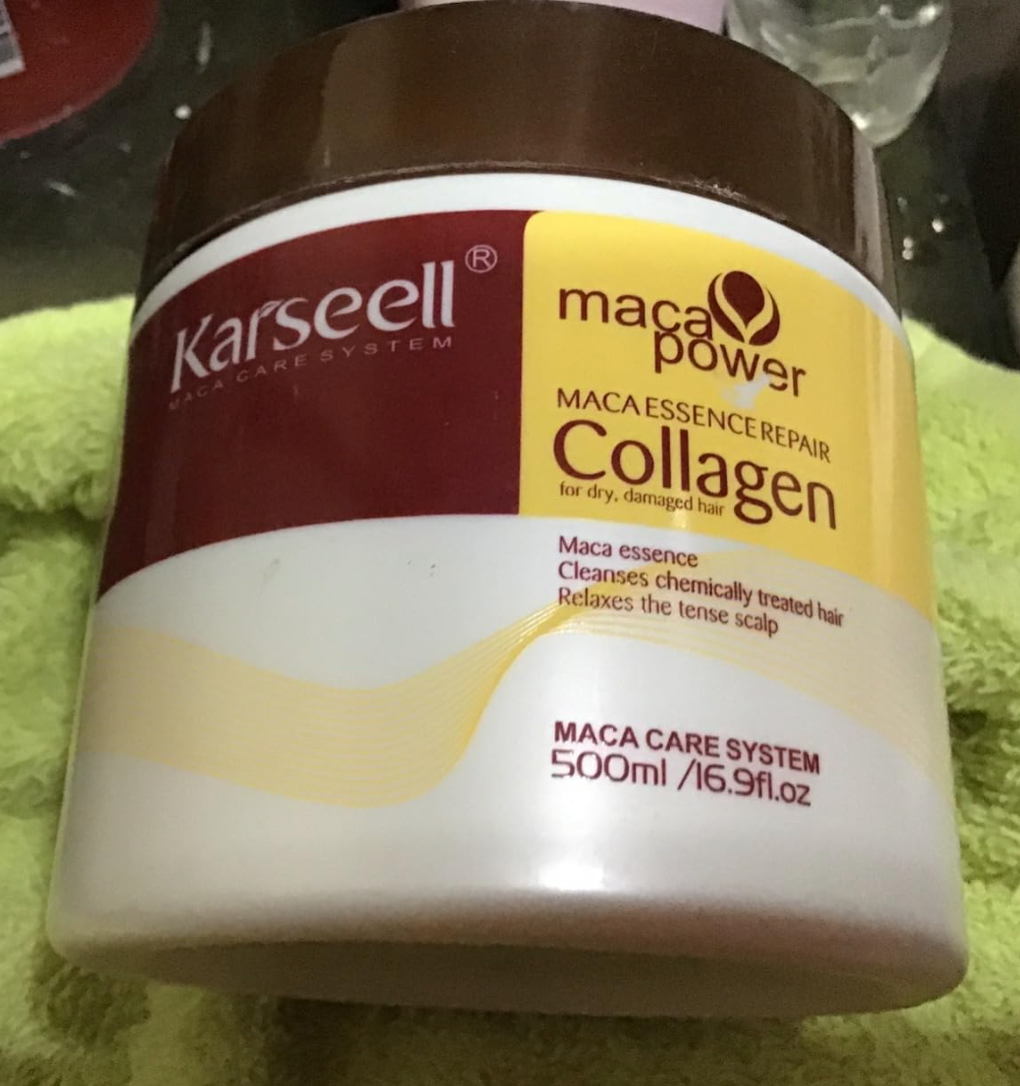 Karseell®
MACA CARE SYSTEM
maca
power
MACA ESSENCE REPAIR
Collagen
for dry, damaged hair
Maca essence
Cleanses chemically treated hair
Relaxes the tense scalp
MACA CARE SYSTEM
500ml /16.9fl.oz